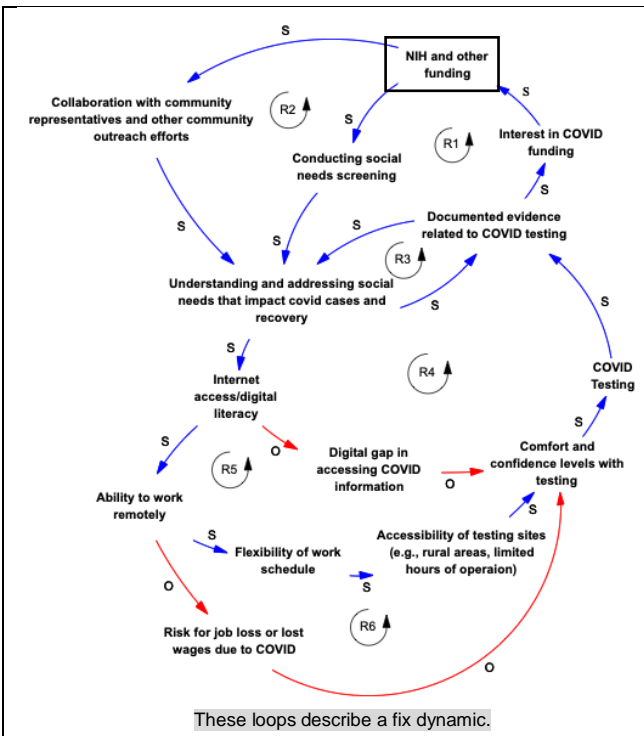 S
NIH and other
funding
S
Collaboration with community
representatives and other community
outreach efforts
R2
S
R1
Interest in COVID
funding
Conducting social
needs screening
S
S
Documented evidence
related to COVID testing
S
S
S
R3
Understanding and addressing social
needs that impact covid cases and
recovery
S
S
S
R4
COVID
Testing
Internet
access/digital
literacy
S
S
O
Digital gap in
accessing COVID
information
Comfort and
confidence levels with
testing
R5
O
Ability to work
remotely
S
S
Accessibility of testing sites
(e.g., rural areas, limited
hours of operaion)
Flexibility of work
schedule
S
O
R6
Risk for job loss or lost
wages due to COVID
O
These loops describe a fix dynamic.